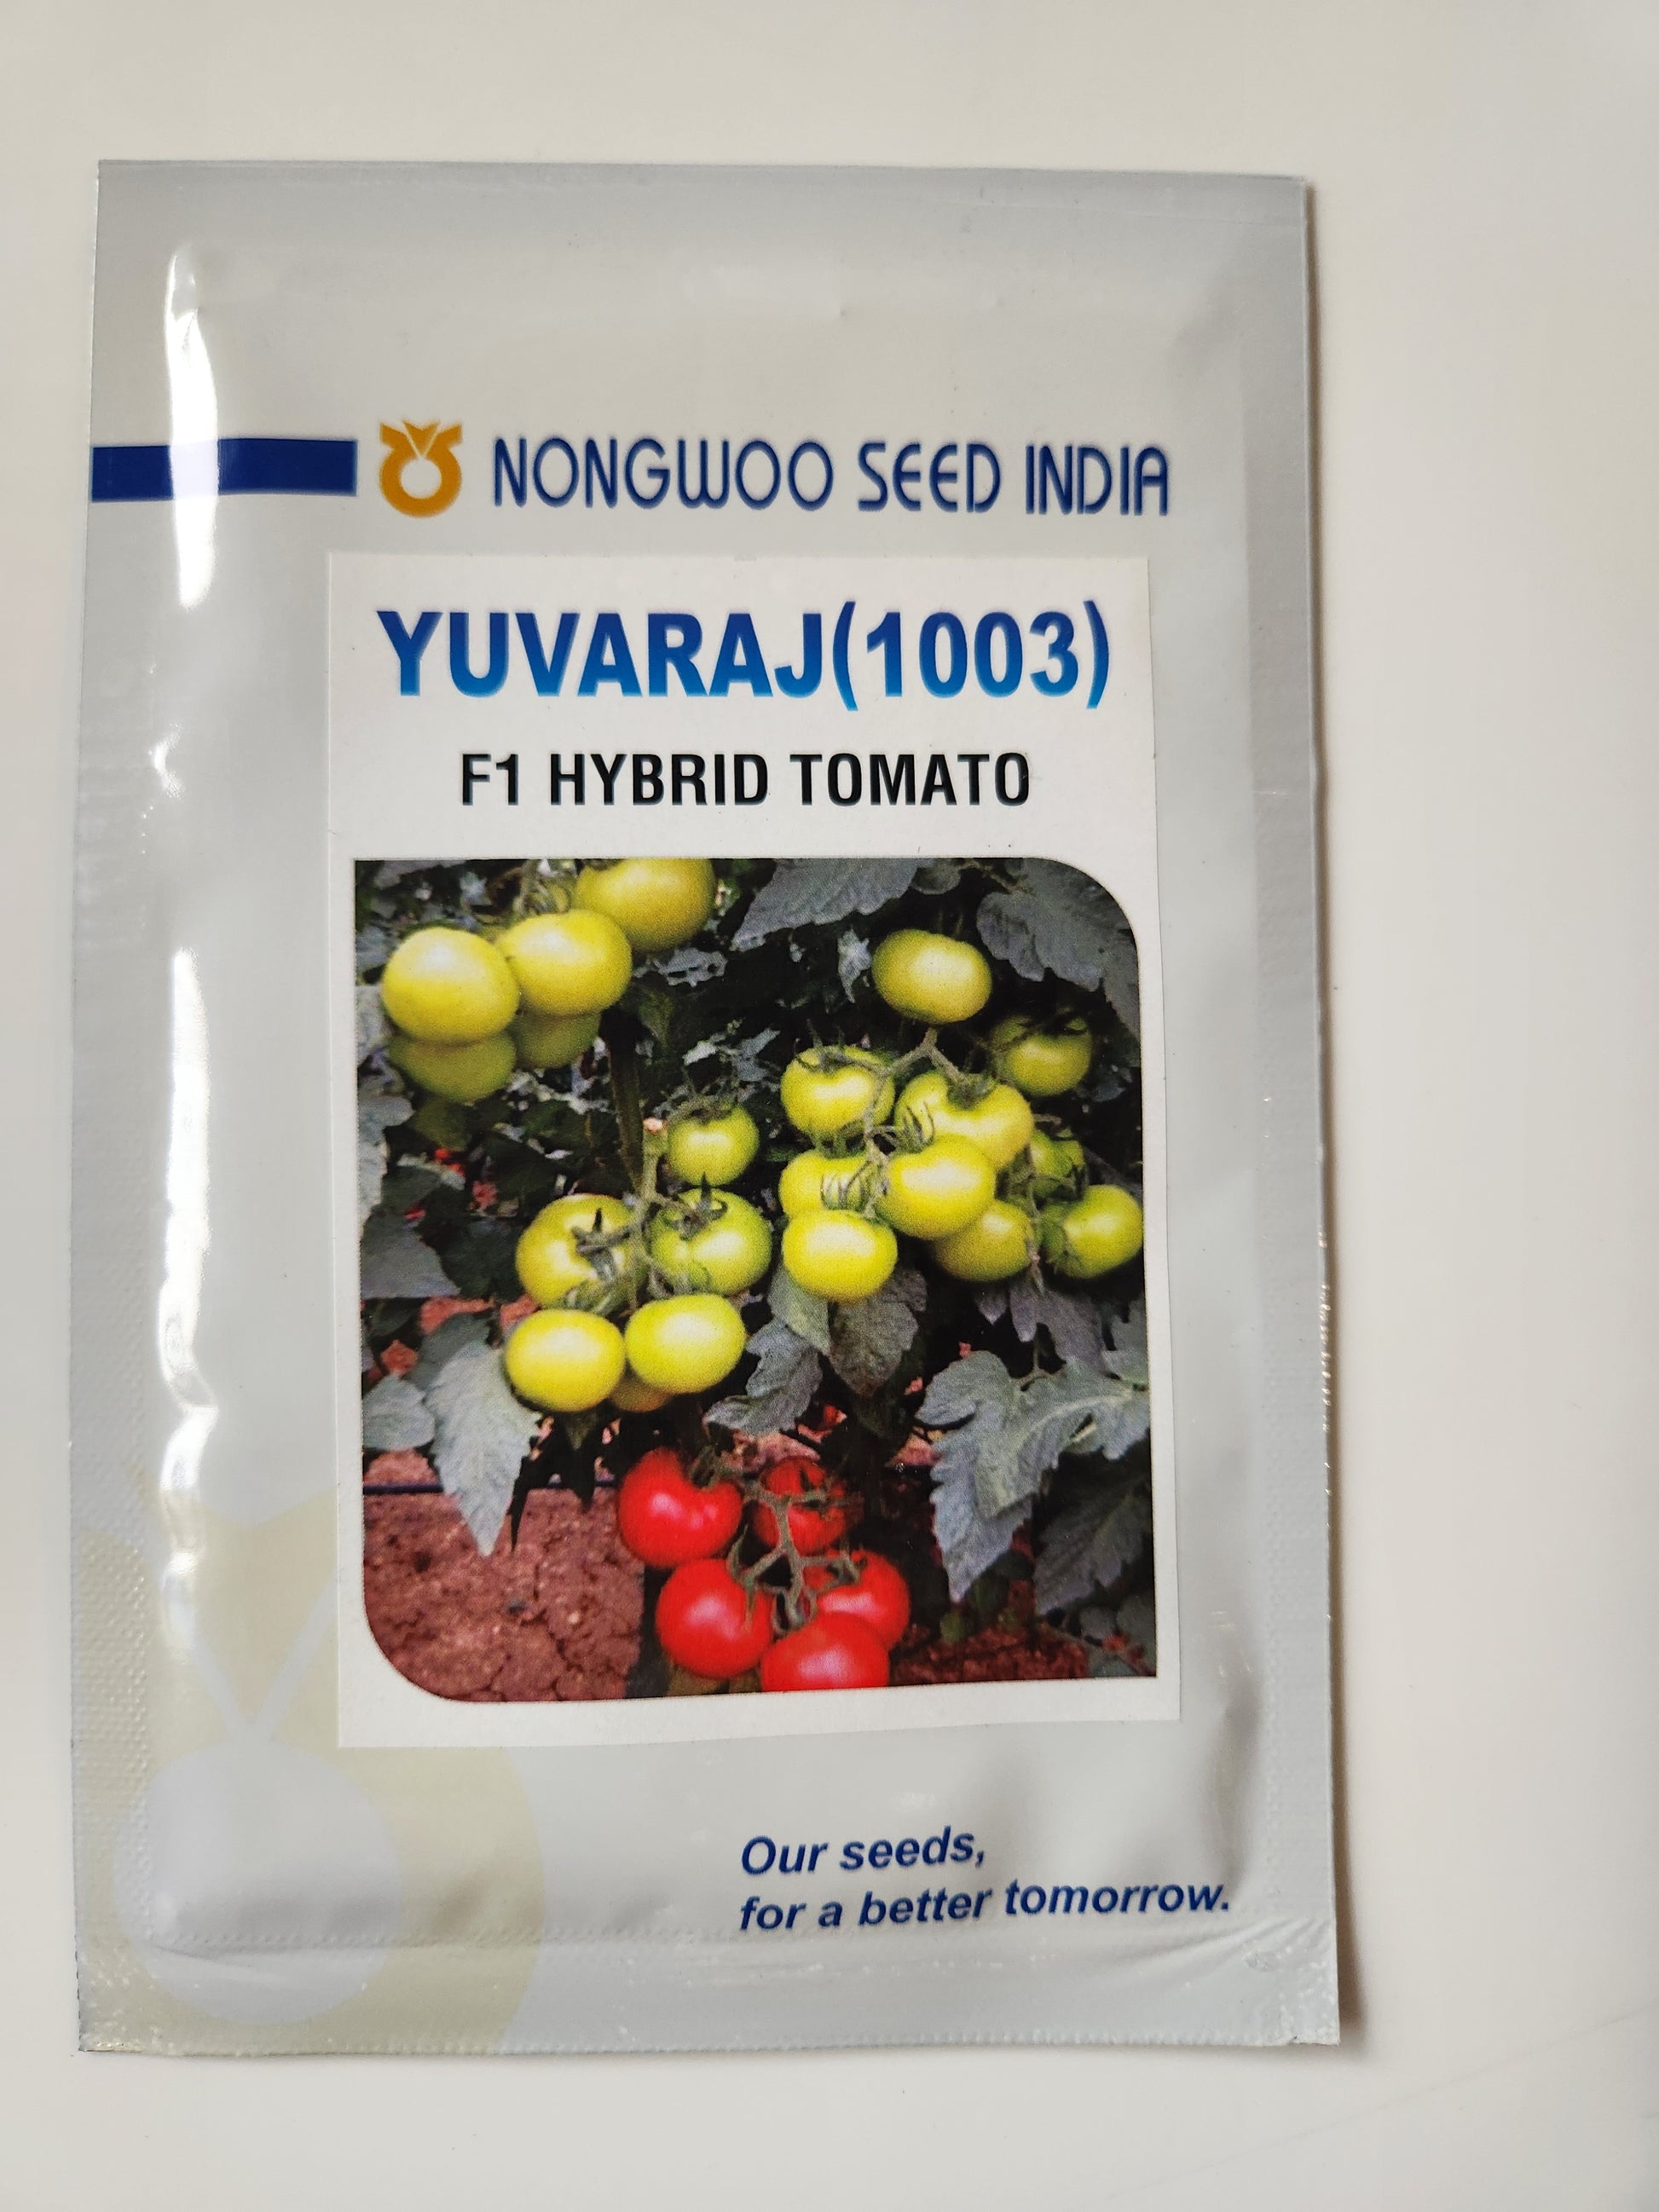 NONGWOO SEED INDIA
YUVARAJ(1003)
F1 HYBRID TOMATO
Our seeds,
for a better tomorrow.